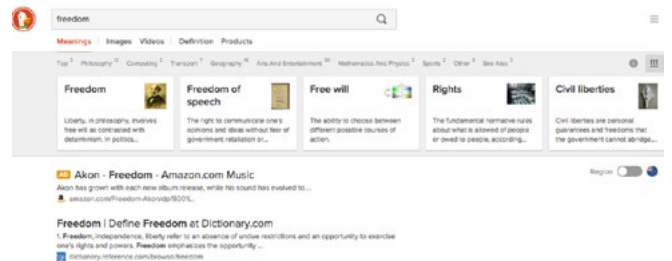 freedom
Meanings Images Videos Definition Products
Top Philosophy Computing Transport Geography Arts And Entertainment Mathematics And Physics Sports Other See Also
Freedom
Liberty, in philosophy, involves
free will as contrasted with
determinism. In politics...
Freedom of
speech
The right to communicate one's
opinions and ideas without fear of
government retaliation or...
Free will
The ability to choose between
different possible courses of
action.
Rights
The fundamental normative rules
about what is allowed of people
or owed to people, according...
Civil liberties
Civil liberties are personal
guarantees and freedoms that
the government cannot abridge,...
AD Akon - Freedom - Amazon.com Music
Akon has grown with each new album release, while his sound has evolved to...
Region
Freedom | Define Freedom at Dictionary.com
1. Freedom, independence, liberty refer to an absence of undue restrictions and an opportunity to exercise
one's rights and powers. Freedom emphasizes the opportunity ...
dictionary.reference.com/browse/freedom